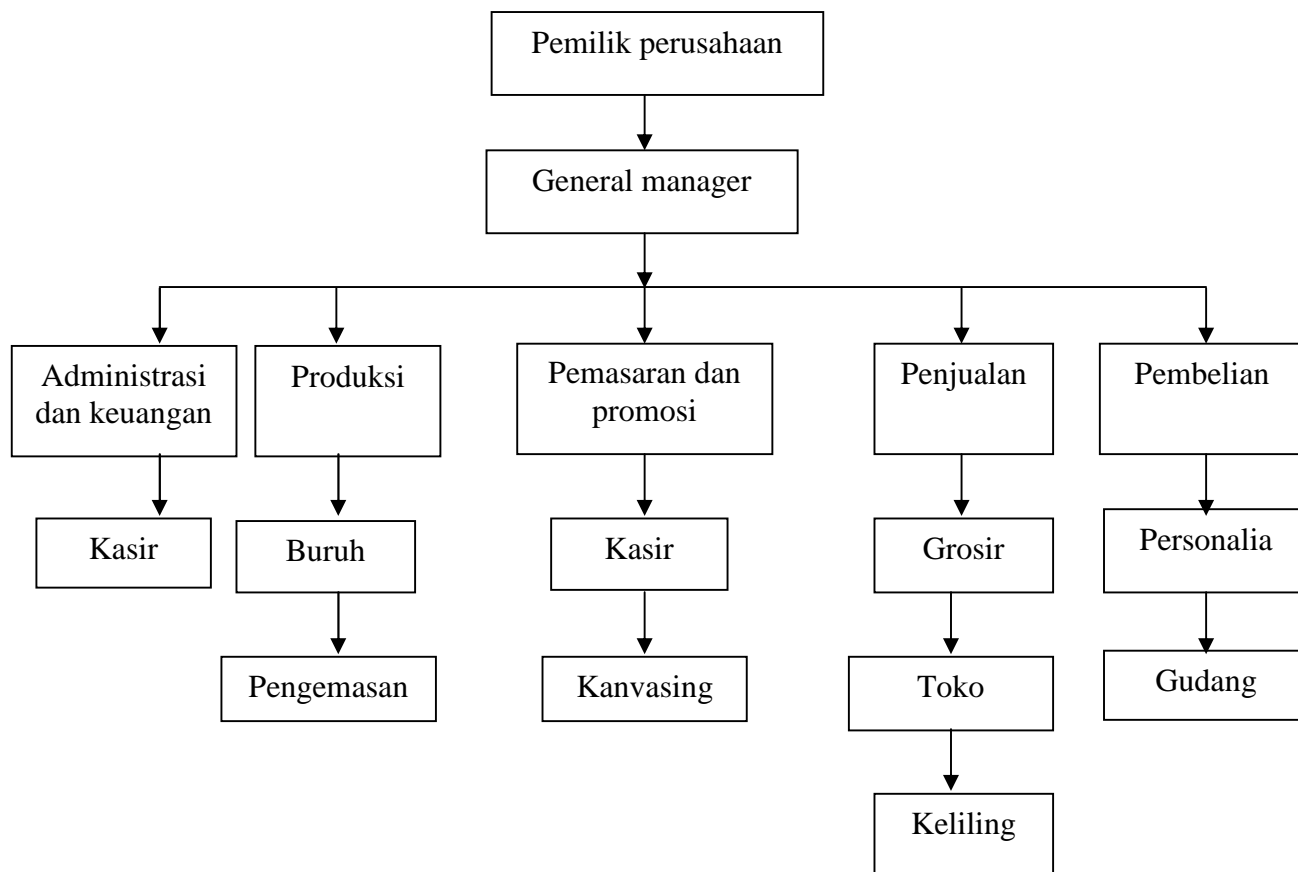 Pemilik perusahaan
General manager
Administrasi
dan keuangan
Produksi
Pemasaran dan
promosi
Penjualan
Pembelian
Kasir
Buruh
Kasir
Grosir
Personalia
Pengemasan
Kanvasing
Toko
Gudang
Keliling